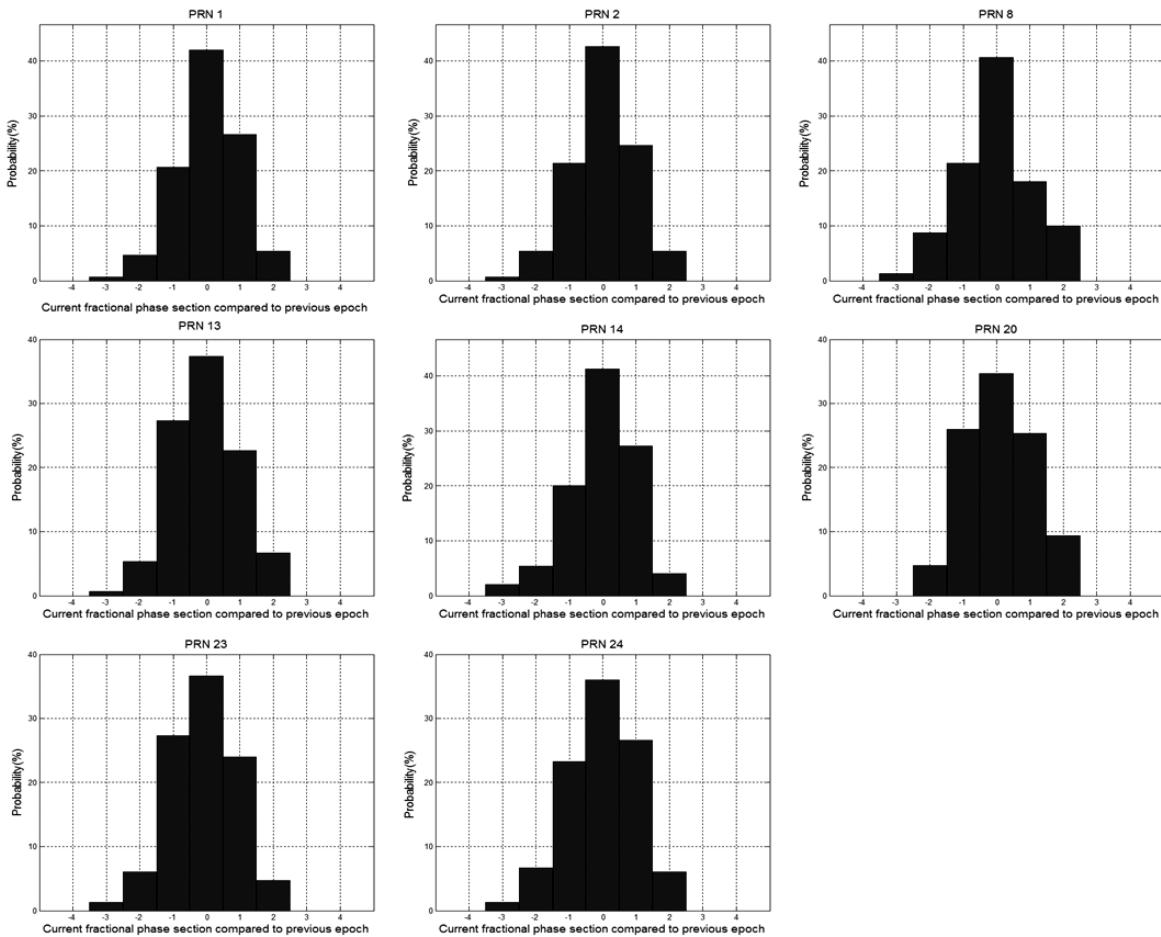 PRN 1
Probability(%)
40
30
20
10
0
-4 -3 -2 -1 0 1 2 3 4
Current fractional phase section compared to previous epoch
PRN 2
Probability(%)
40
30
20
10
0
-4 -3 -2 -1 0 1 2 3 4
Current fractional phase section compared to previous epoch
PRN 8
Probability(%)
40
30
20
10
0
-4 -3 -2 -1 0 1 2 3 4
Current fractional phase section compared to previous epoch
PRN 13
Probability(%)
40
30
20
10
0
-4 -3 -2 -1 0 1 2 3 4
Current fractional phase section compared to previous epoch
PRN 14
Probability(%)
40
30
20
10
0
-4 -3 -2 -1 0 1 2 3 4
Current fractional phase section compared to previous epoch
PRN 20
Probability(%)
40
30
20
10
0
-4 -3 -2 -1 0 1 2 3 4
Current fractional phase section compared to previous epoch
PRN 23
Probability(%)
40
30
20
10
0
-4 -3 -2 -1 0 1 2 3 4
Current fractional phase section compared to previous epoch
PRN 24
Probability(%)
40
30
20
10
0
-4 -3 -2 -1 0 1 2 3 4
Current fractional phase section compared to previous epoch